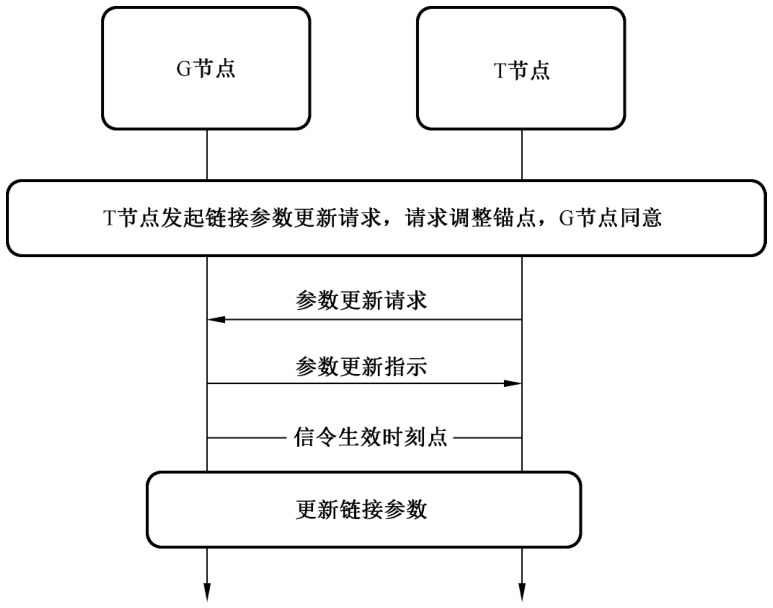 G节点
T节点
T节点发起链接参数更新请求，请求调整锚点，G节点同意
参数更新请求
参数更新指示
信令生效时刻点
更新链接参数